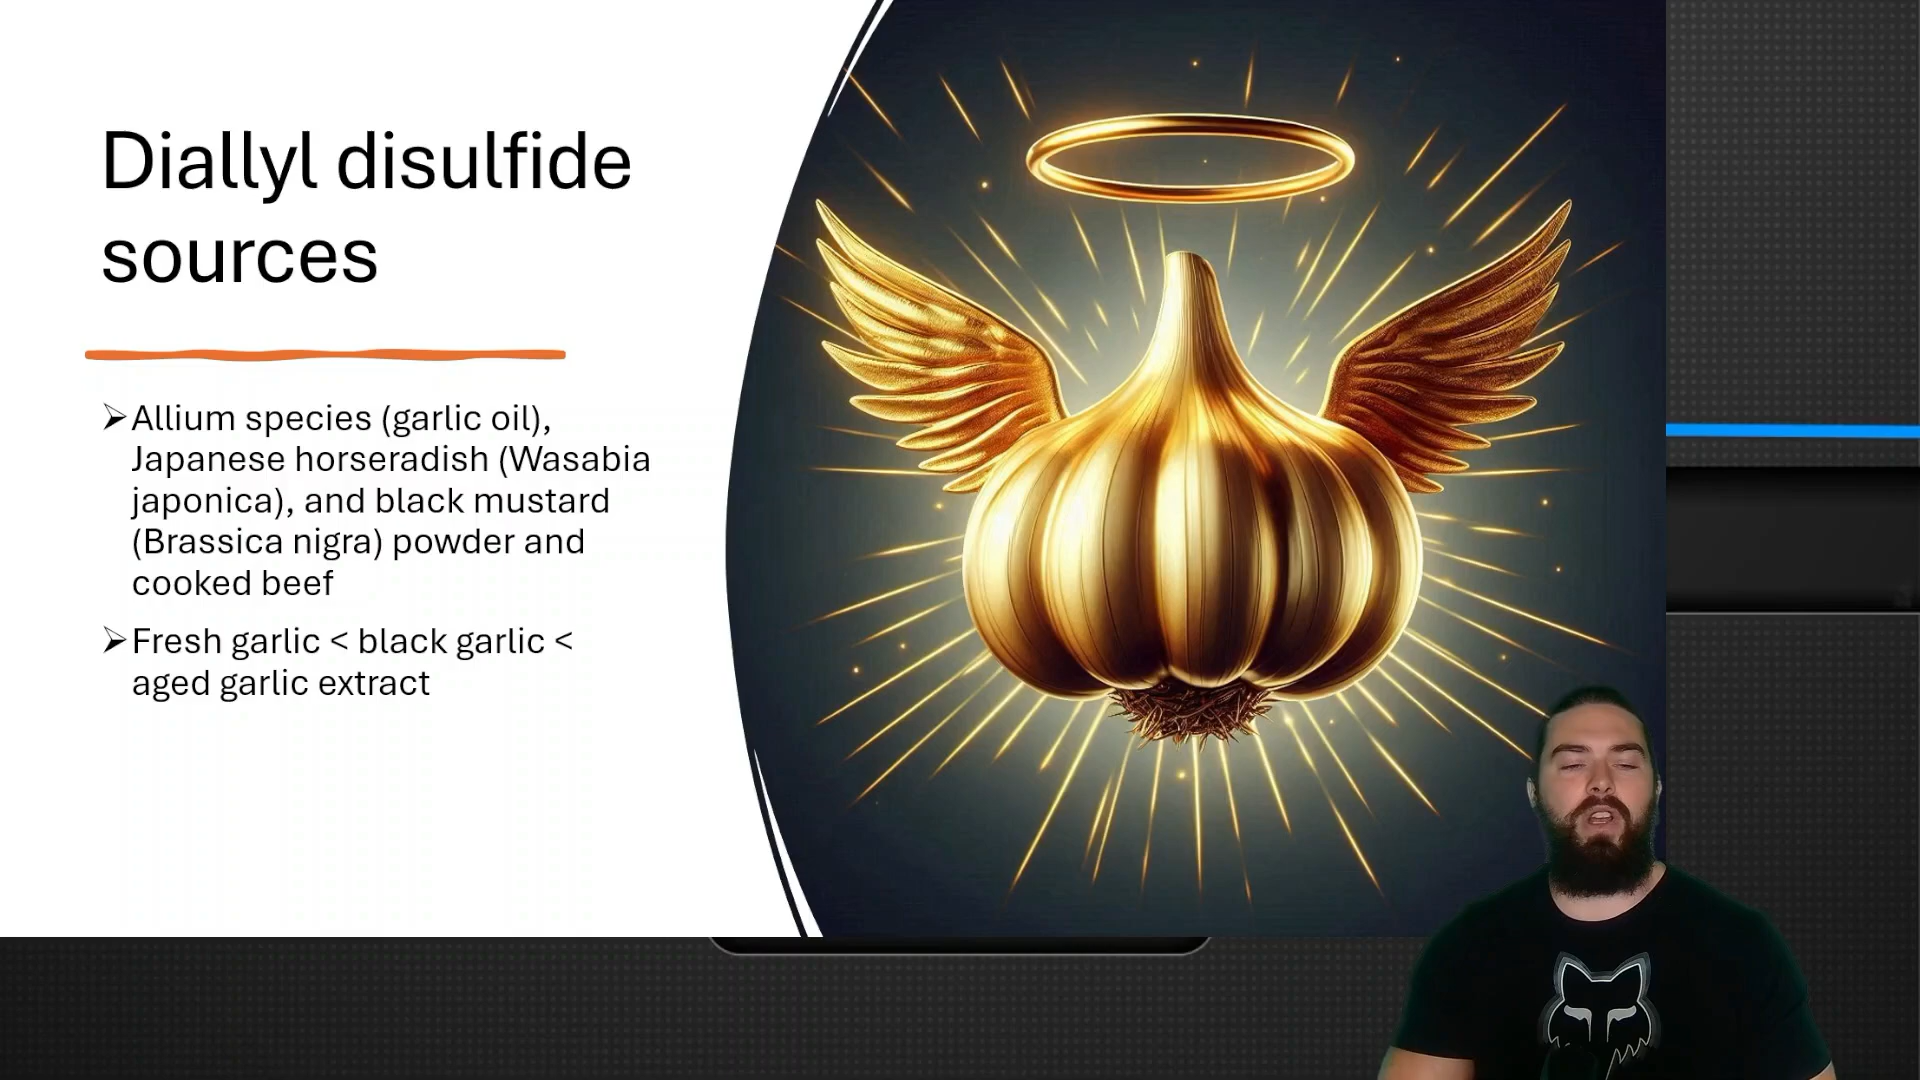 Diallyl disulfide
sources
➢Allium species (garlic oil),
Japanese horseradish (Wasabia
japonica), and black mustard
(Brassica nigra) powder and
cooked beef
➢Fresh garlic < black garlic <
aged garlic extract